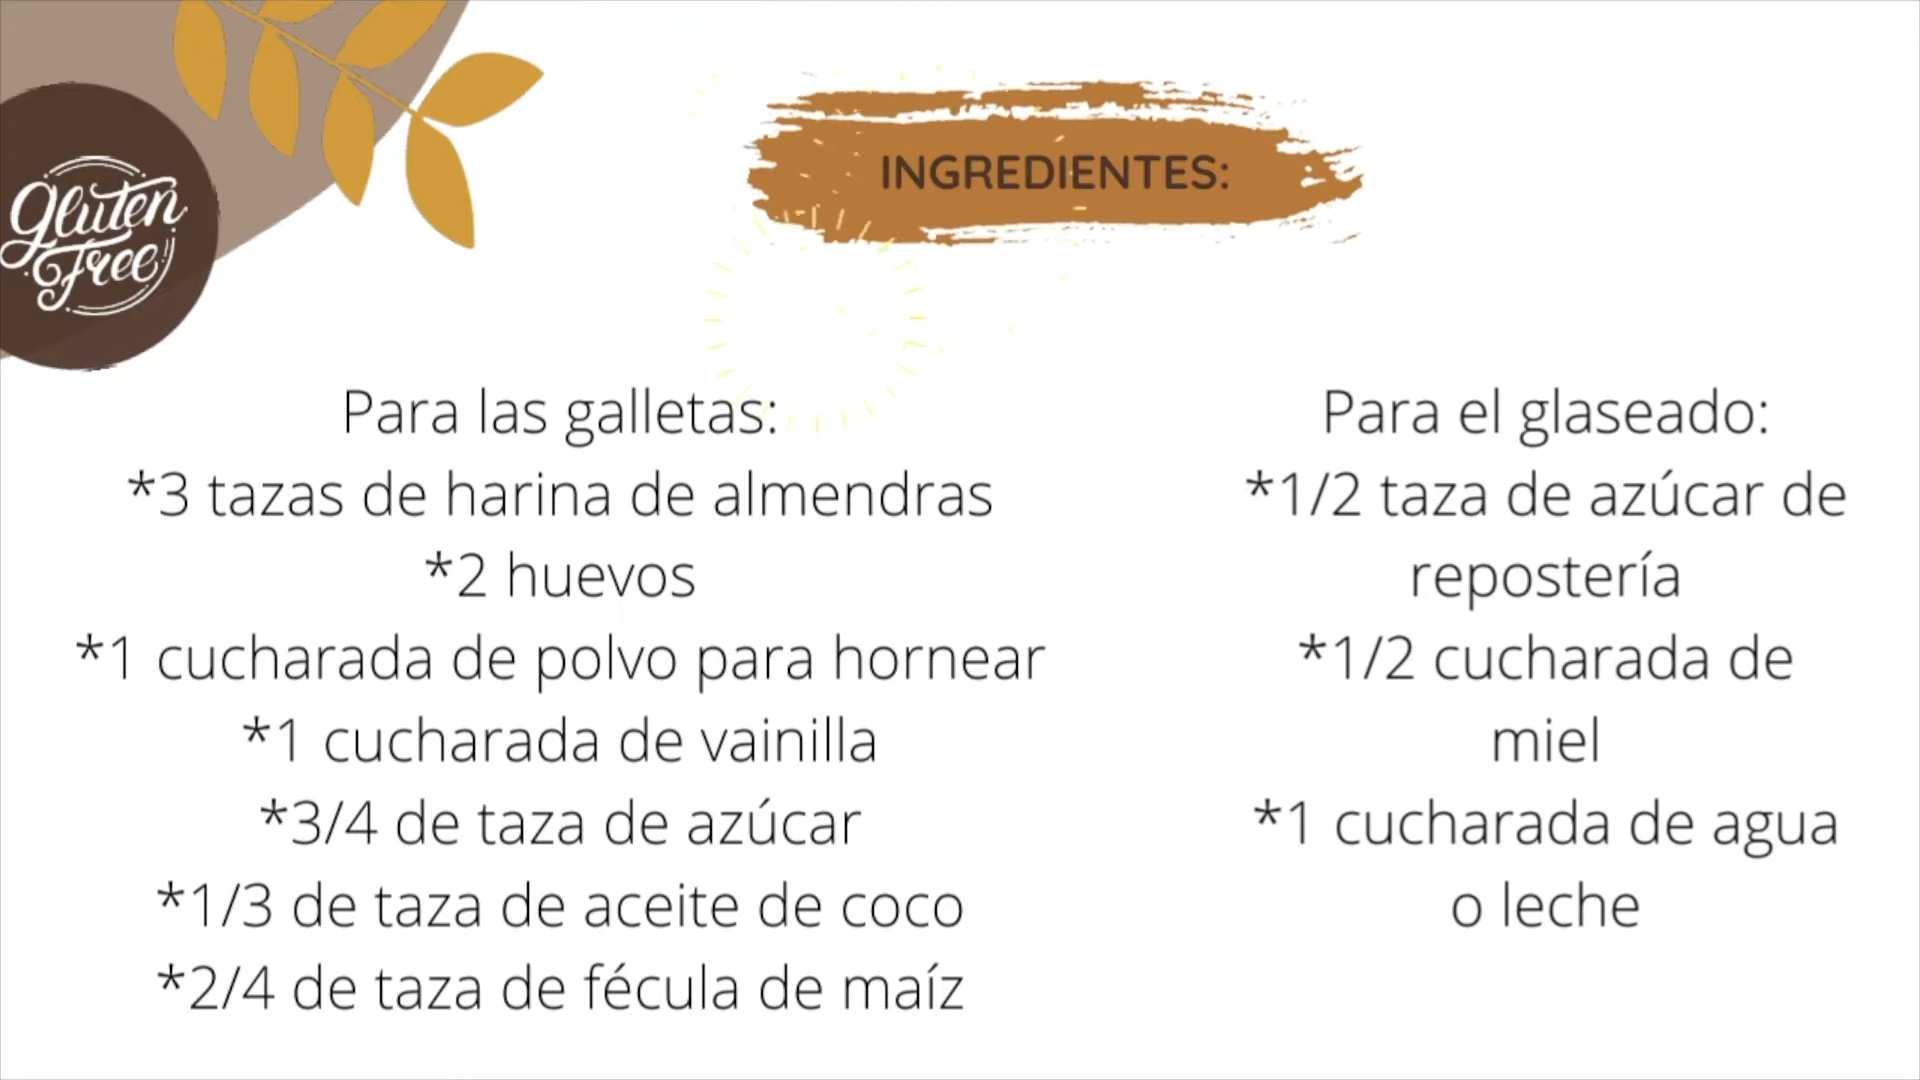 gluten
free
INGREDIENTES:
Para las galletas:
*3 tazas de harina de almendras
*2 huevos
*1 cucharada de polvo para hornear
*1 cucharada de vainilla
*3/4 de taza de azúcar
*1/3 de taza de aceite de coco
*2/4 de taza de fécula de maíz
Para el glaseado:
*1/2 taza de azúcar de
repostería
*1/2 cucharada de
miel
*1 cucharada de agua
o leche